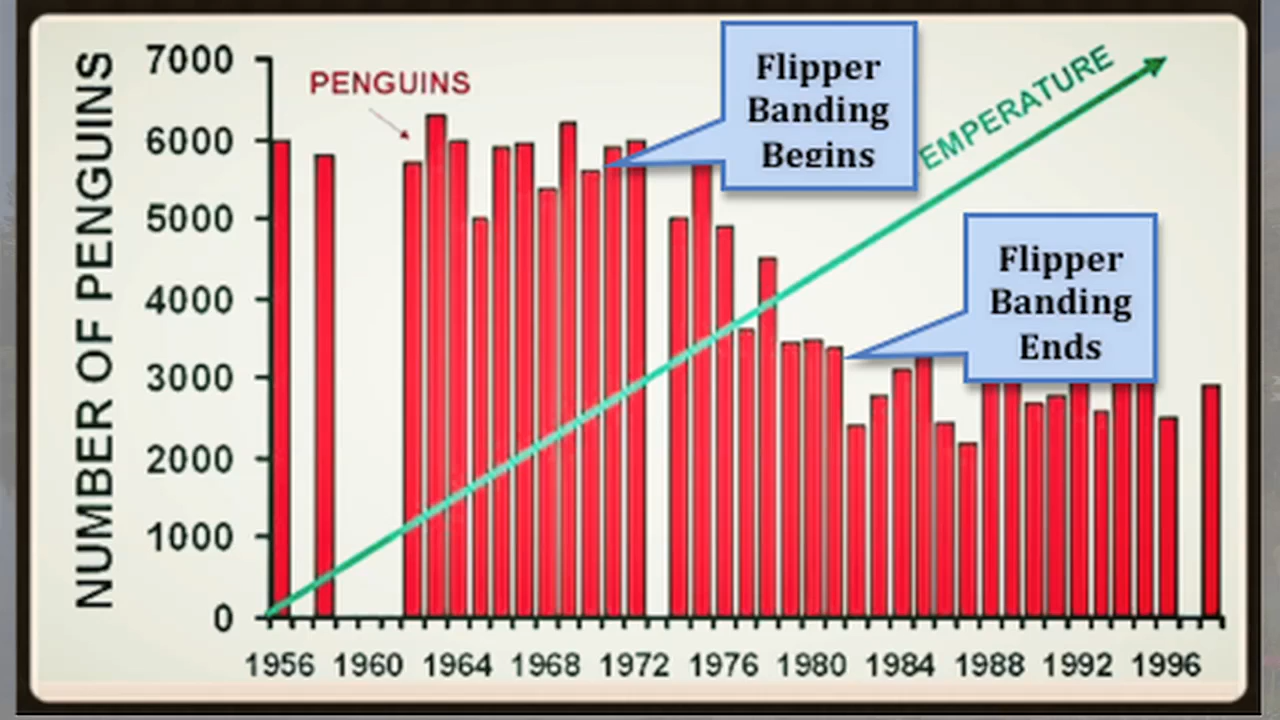 NUMBER OF PENGUINS
7000
6000
5000
4000
3000
2000
1000
0
PENGUINS
Flipper
Banding
Begins
EMPERATURE
Flipper
Banding
Ends
1956 1960 1964 1968 1972 1976 1980 1984 1988 1992 1996